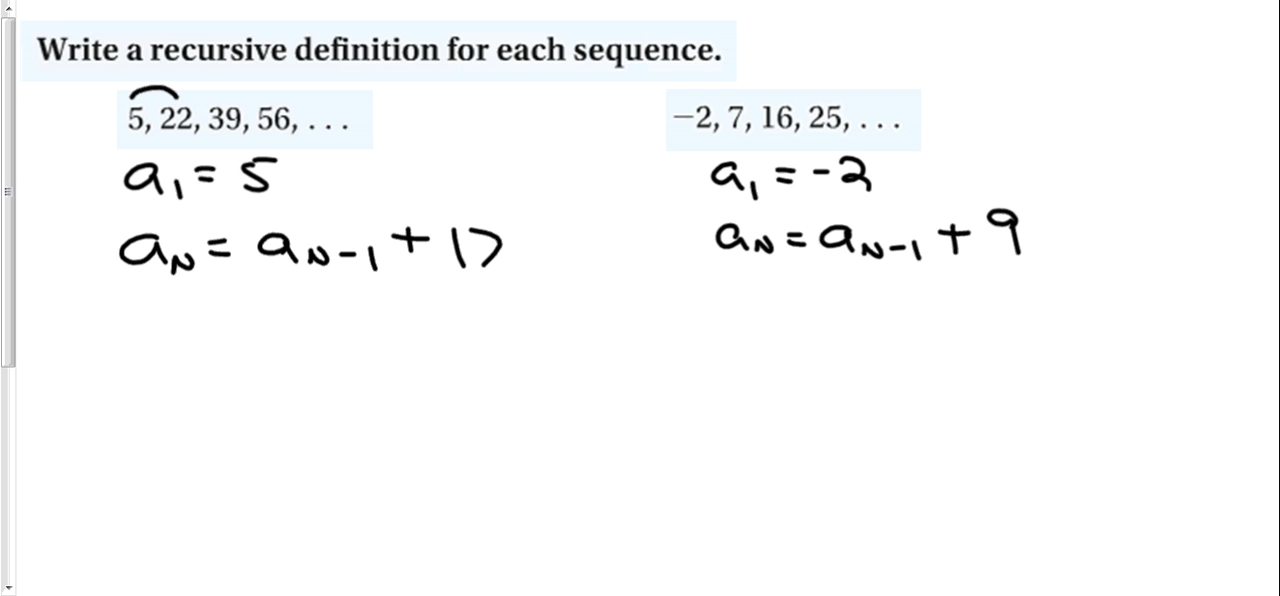 Write a recursive definition for each sequence.
5, 22, 39, 56, . . .
a₁ = 5
aₙ = aₙ₋₁ + 17
−2, 7, 16, 25, . . .
a₁ = -2
aₙ = aₙ₋₁ + 9